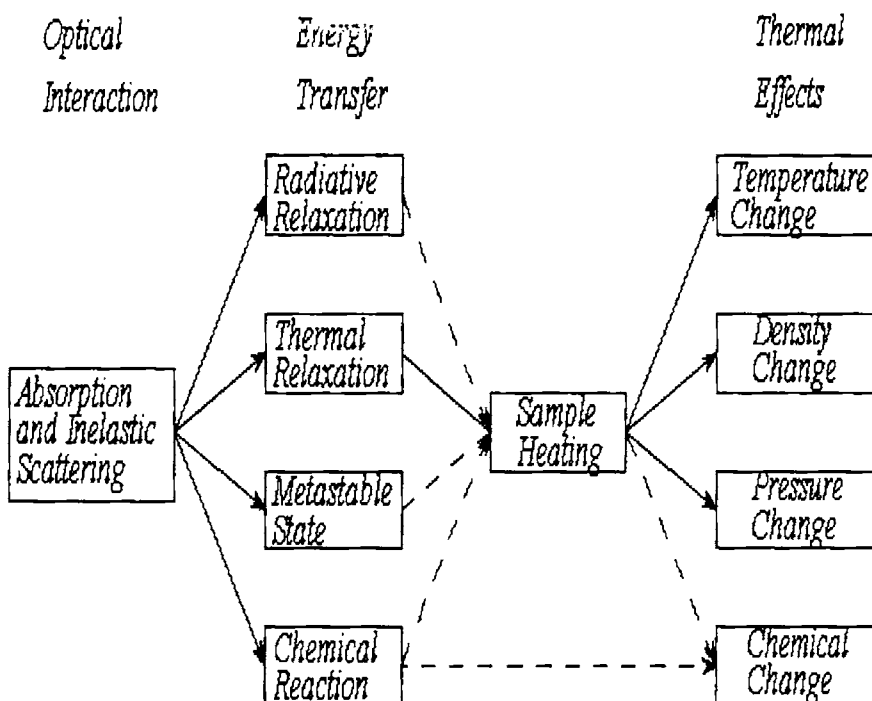 Optical
Interaction
Energy
Transfer
Thermal
Effects
Radiative
Relaxation
Temperature
Change
Thermal
Relaxation
Density
Change
Absorption
and Inelastic
Scattering
Sample
Heating
Metastable
State
Pressure
Change
Chemical
Reaction
Chemical
Change